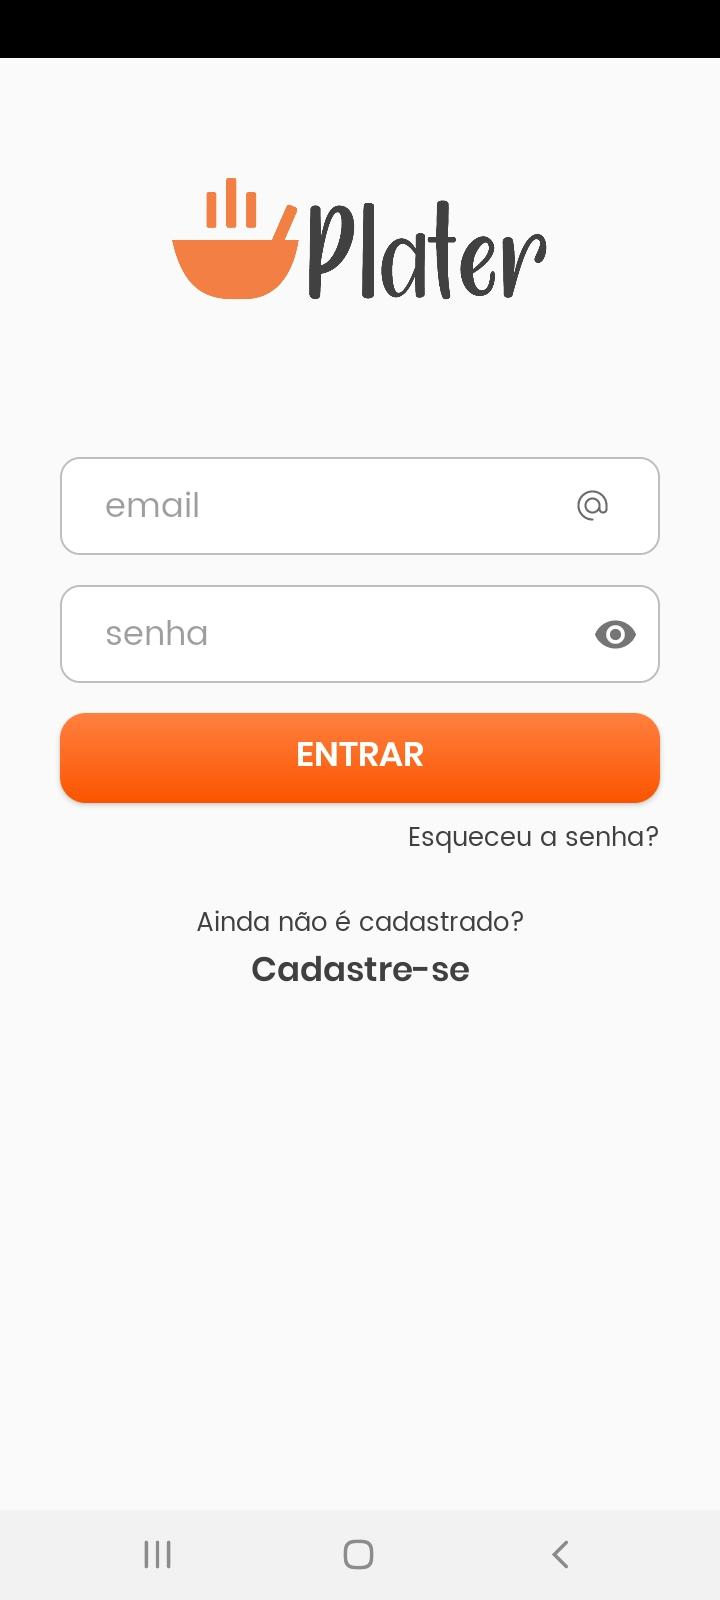 Plater
email
senha
ENTRAR
Esqueceu a senha?
Ainda não é cadastrado?
Cadastre-se